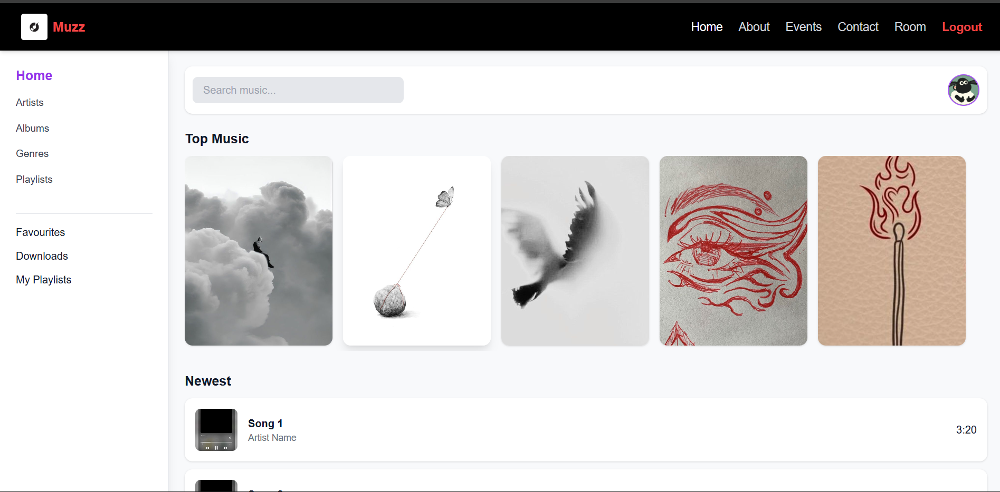 Muzz
Home About Events Contact Room Logout
Home
Artists
Albums
Genres
Playlists
Favourites
Downloads
My Playlists
Search music...
Top Music
Newest
Song 1
Artist Name
3:20